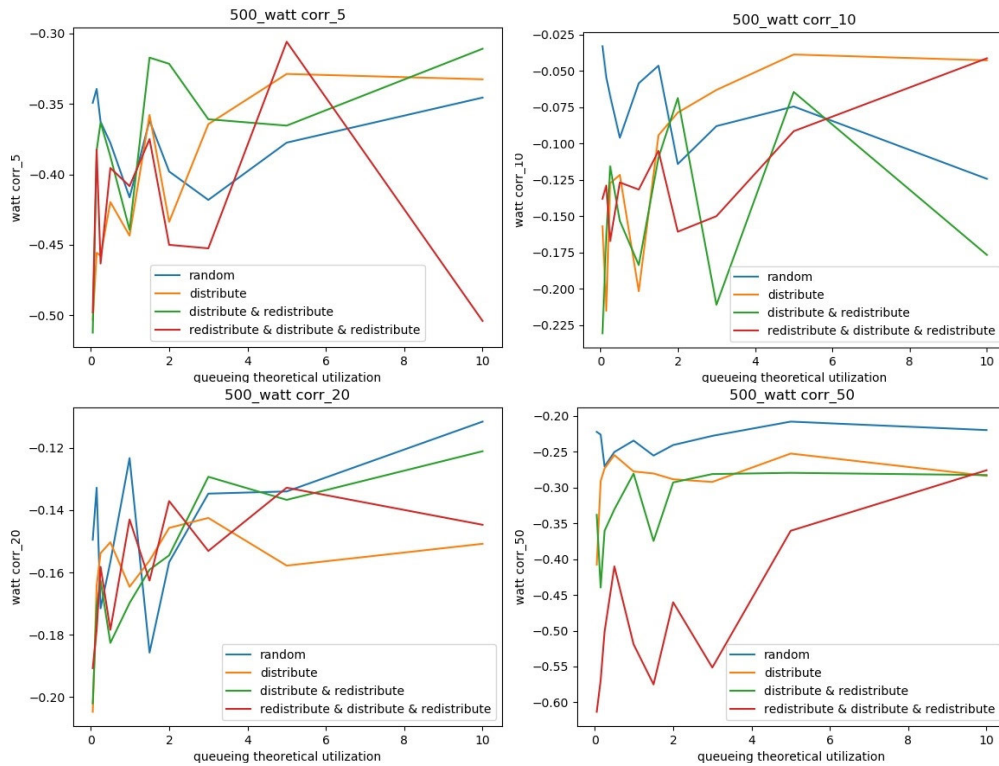 500_watt corr_5
−0.30
−0.35
−0.40
−0.45
−0.50
watt corr_5
random
distribute
distribute & redistribute
redistribute & distribute & redistribute
0 2 4 6 8 10
queueing theoretical utilization
500_watt corr_10
−0.025
−0.050
−0.075
−0.100
−0.125
−0.150
−0.175
−0.200
−0.225
watt corr_10
random
distribute
distribute & redistribute
redistribute & distribute & redistribute
0 2 4 6 8 10
queueing theoretical utilization
500_watt corr_20
−0.12
−0.14
−0.16
−0.18
−0.20
watt corr_20
random
distribute
distribute & redistribute
redistribute & distribute & redistribute
0 2 4 6 8 10
queueing theoretical utilization
500_watt corr_50
−0.20
−0.25
−0.30
−0.35
−0.40
−0.45
−0.50
−0.55
−0.60
watt corr_50
random
distribute
distribute & redistribute
redistribute & distribute & redistribute
0 2 4 6 8 10
queueing theoretical utilization